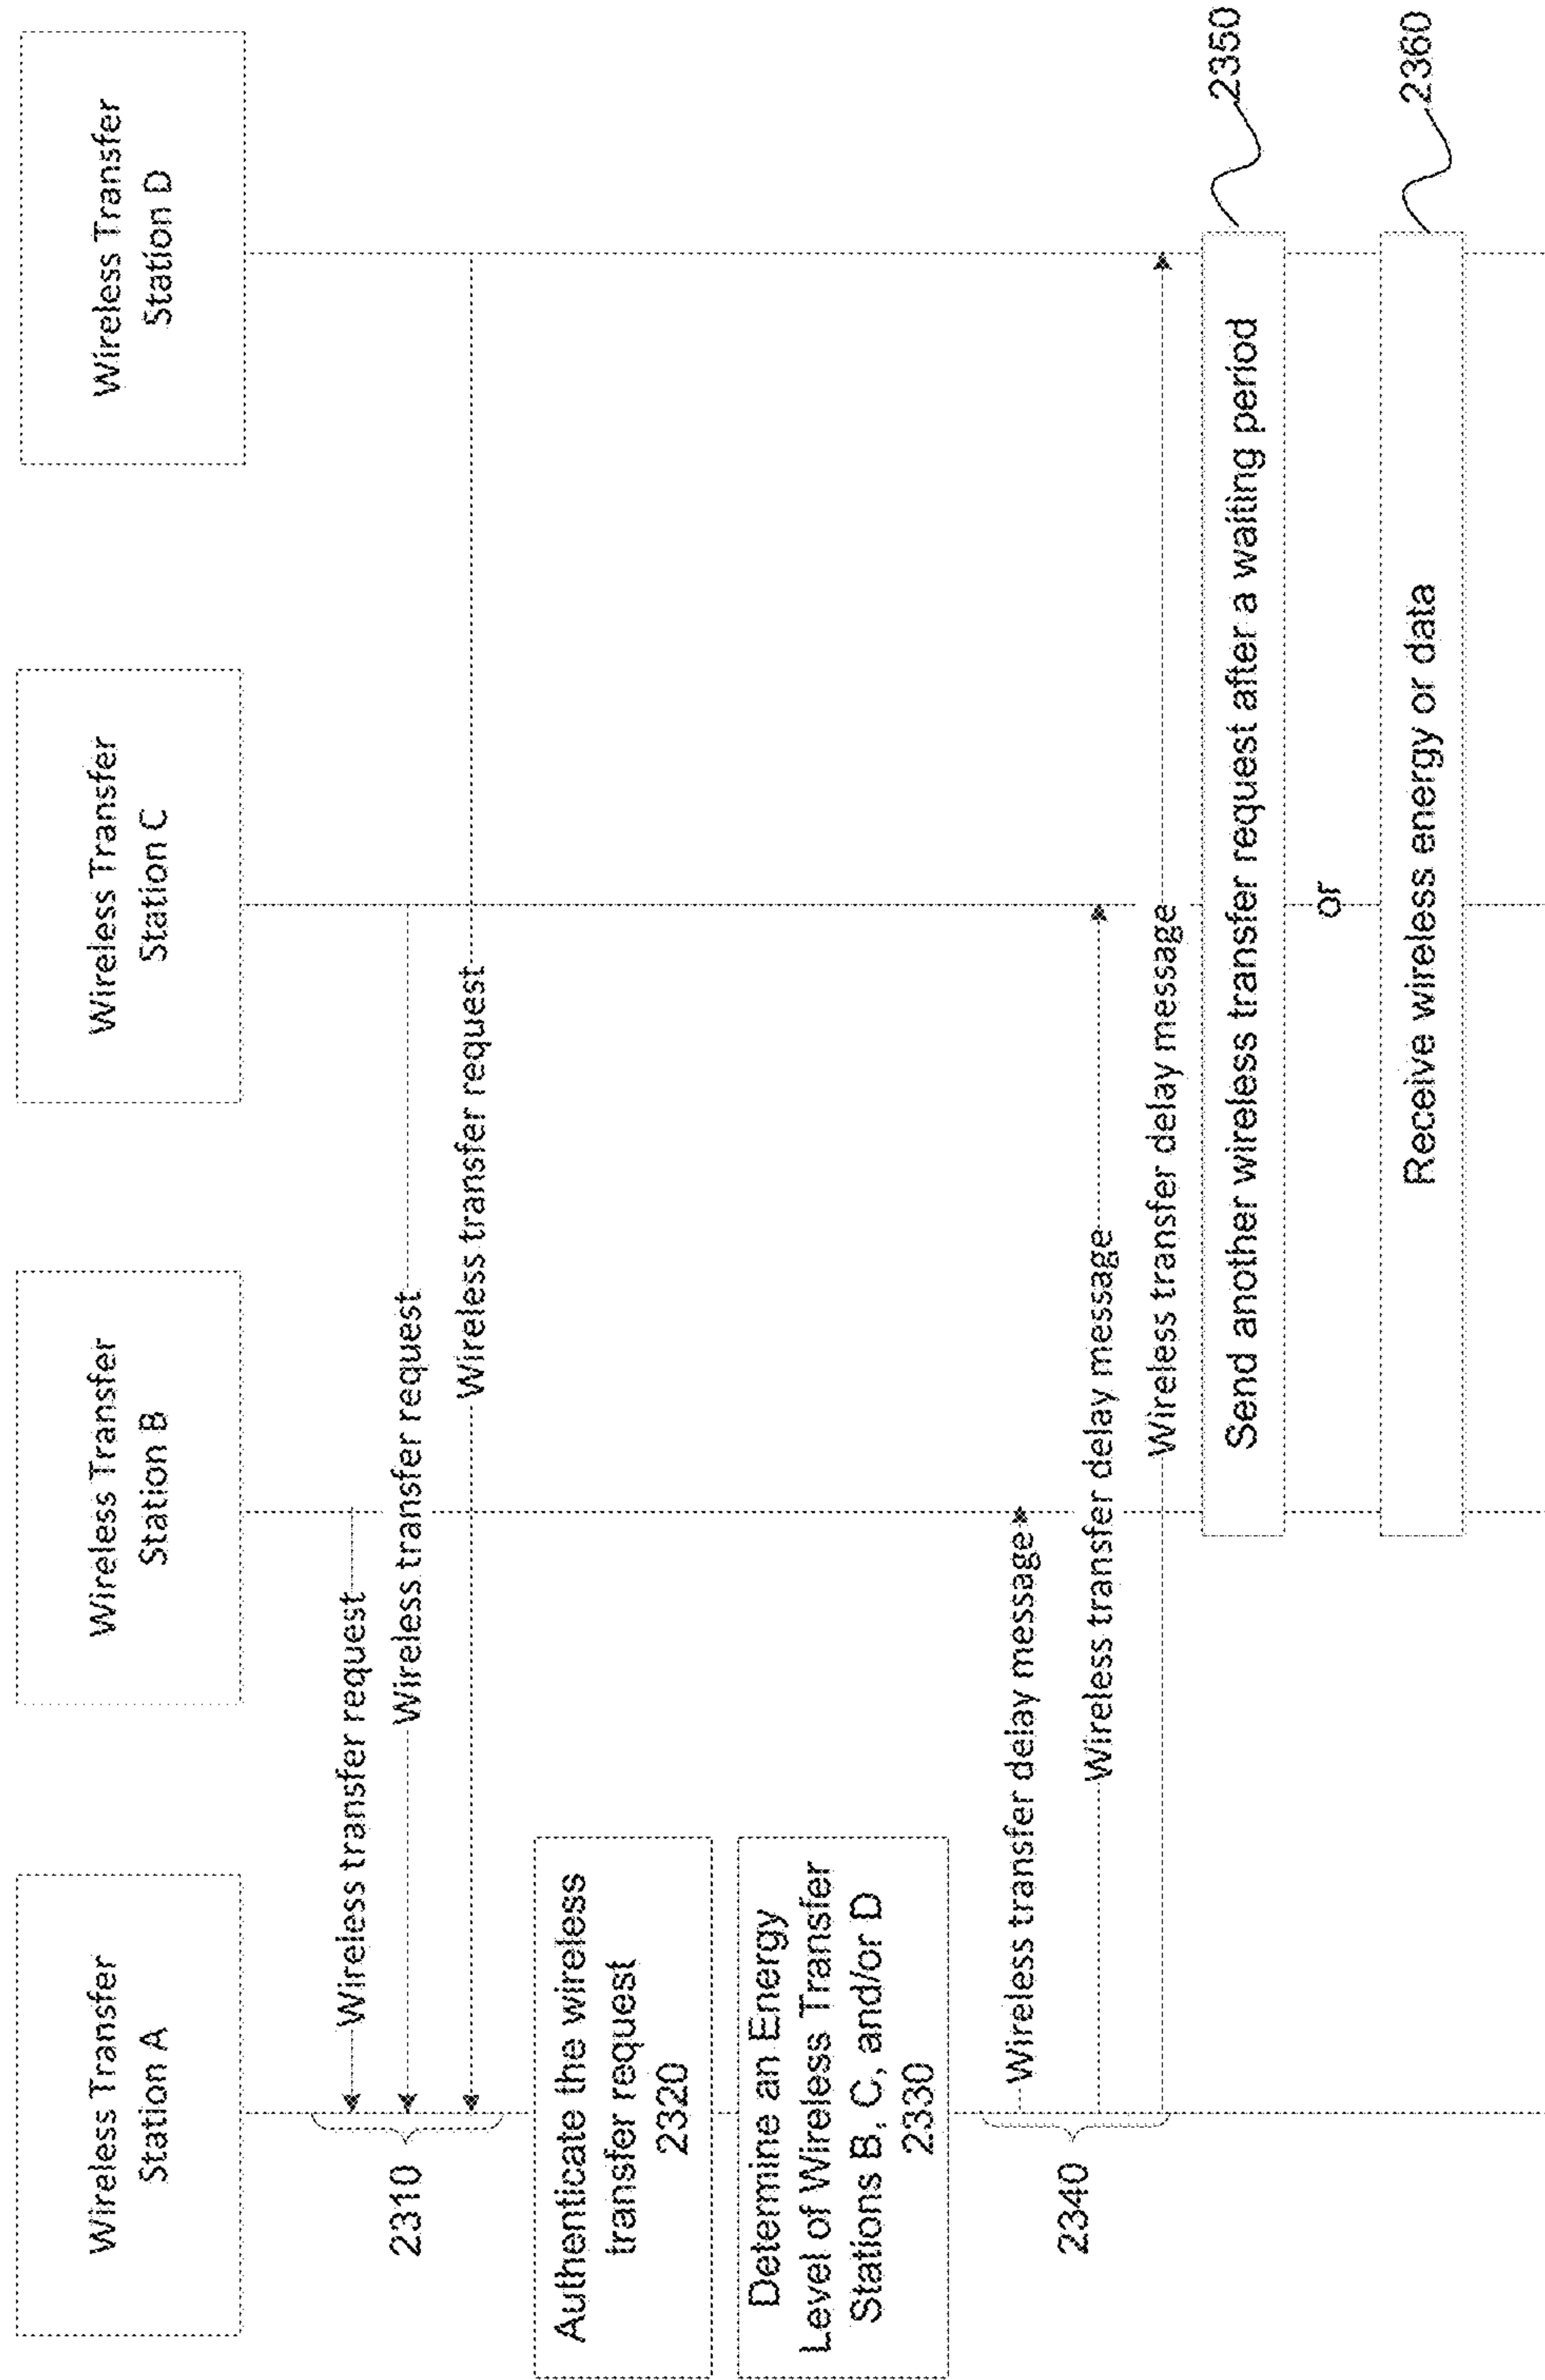 Wireless Transfer
Station A
Wireless Transfer
Station B
Wireless Transfer
Station C
Wireless Transfer
Station D
Wireless transfer request
Wireless transfer request
2310
Wireless transfer request
Authenticate the wireless
transfer request
2320
Determine an Energy
Level of Wireless Transfer
Stations B, C, and/or D
2330
Wireless transfer delay message
2340
Wireless transfer delay message
Wireless transfer delay message
Send another wireless transfer request after a waiting period
2350
or
Receive wireless energy or data
2360